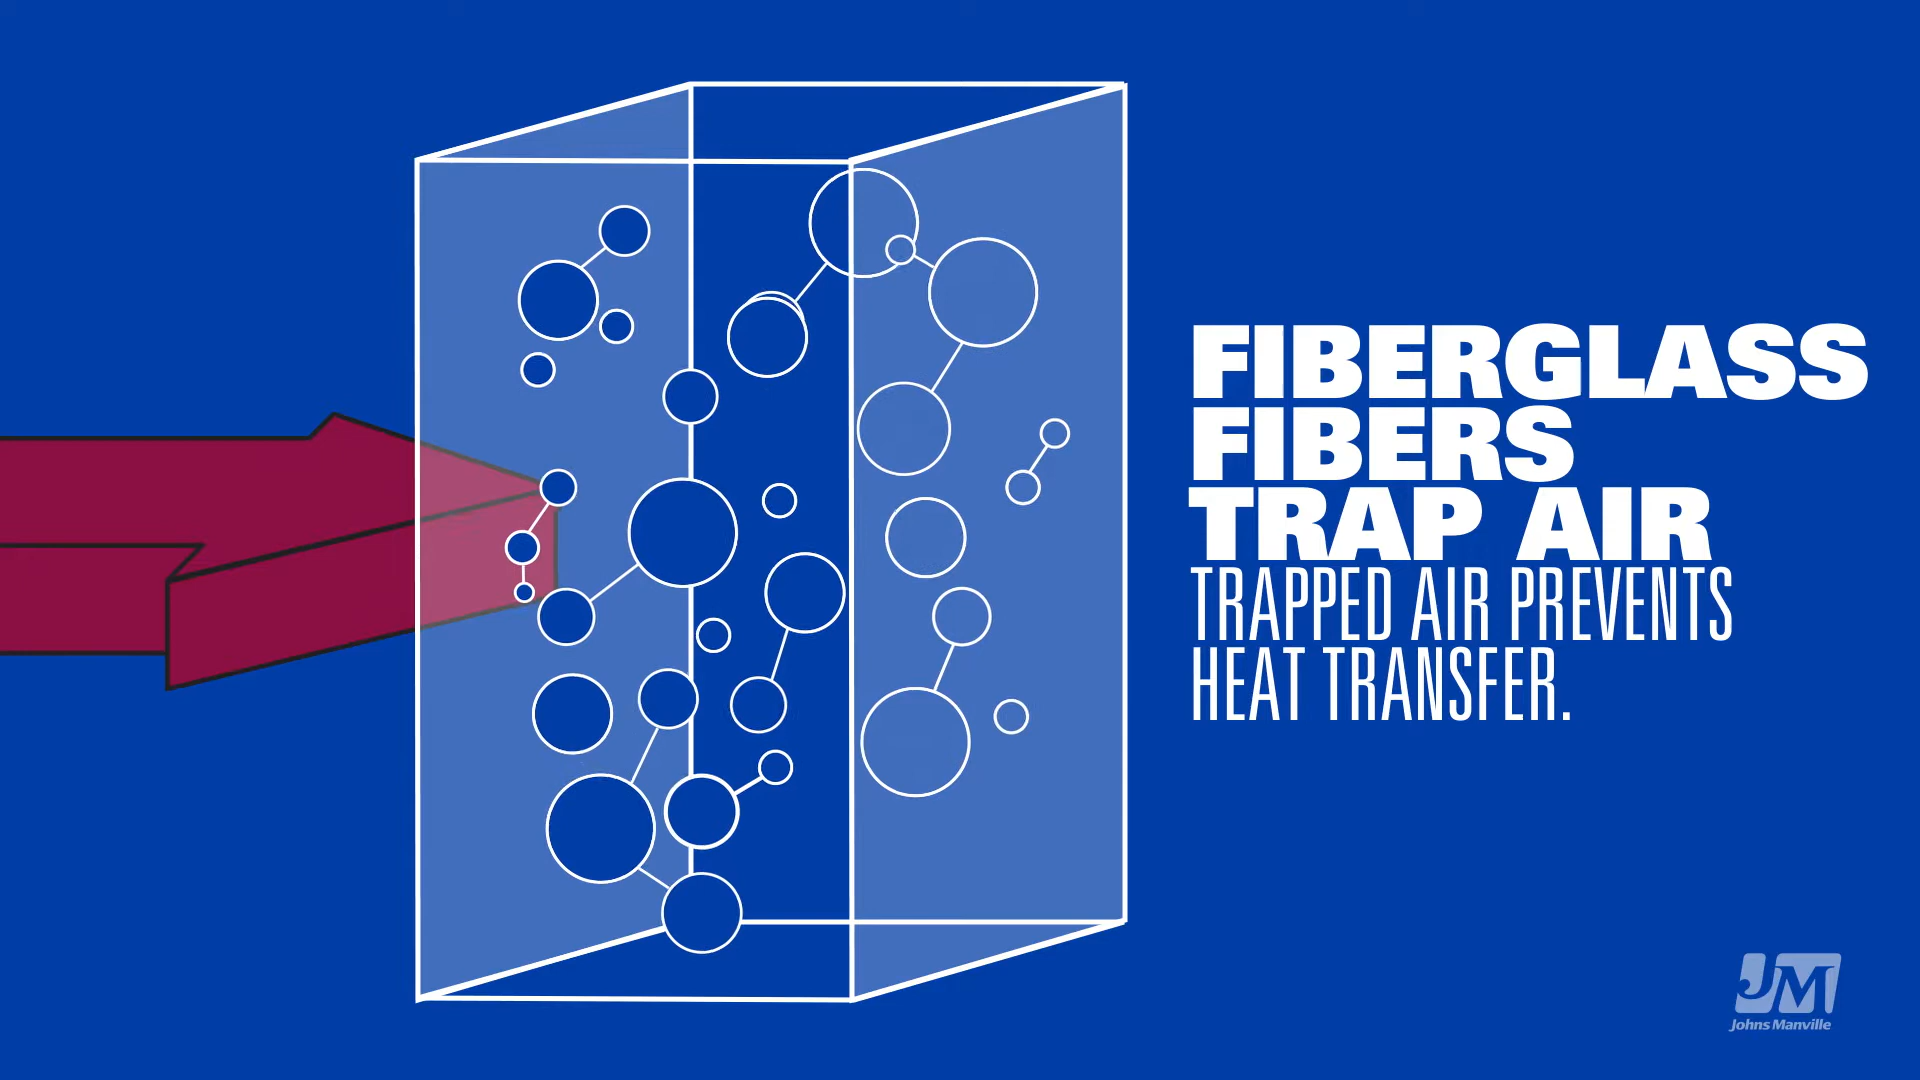 FIBERGLASS
FIBERS
TRAP AIR
TRAPPED AIR PREVENTS
HEAT TRANSFER.
JM
Johns Manville